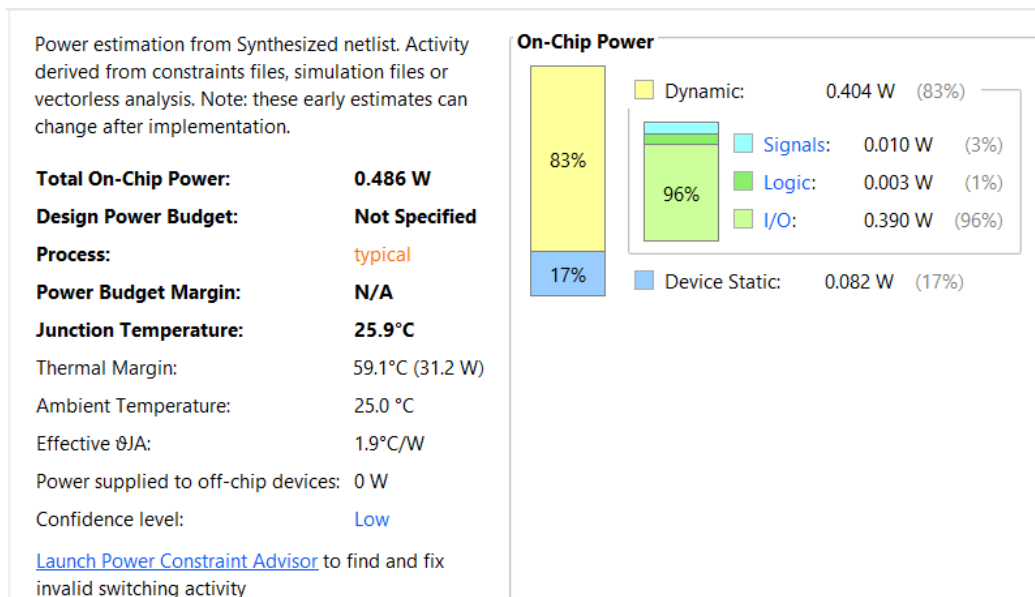 Power estimation from Synthesized netlist. Activity
derived from constraints files, simulation files or
vectorless analysis. Note: these early estimates can
change after implementation.
Total On-Chip Power: 0.486 W
Design Power Budget: Not Specified
Process: typical
Power Budget Margin: N/A
Junction Temperature: 25.9°C
Thermal Margin: 59.1°C (31.2 W)
Ambient Temperature: 25.0 °C
Effective ϑJA: 1.9°C/W
Power supplied to off-chip devices: 0 W
Confidence level: Low
Launch Power Constraint Advisor to find and fix
invalid switching activity
On-Chip Power
83%
17%
Dynamic: 0.404 W (83%)
96%
Signals: 0.010 W (3%)
Logic: 0.003 W (1%)
I/O: 0.390 W (96%)
Device Static: 0.082 W (17%)